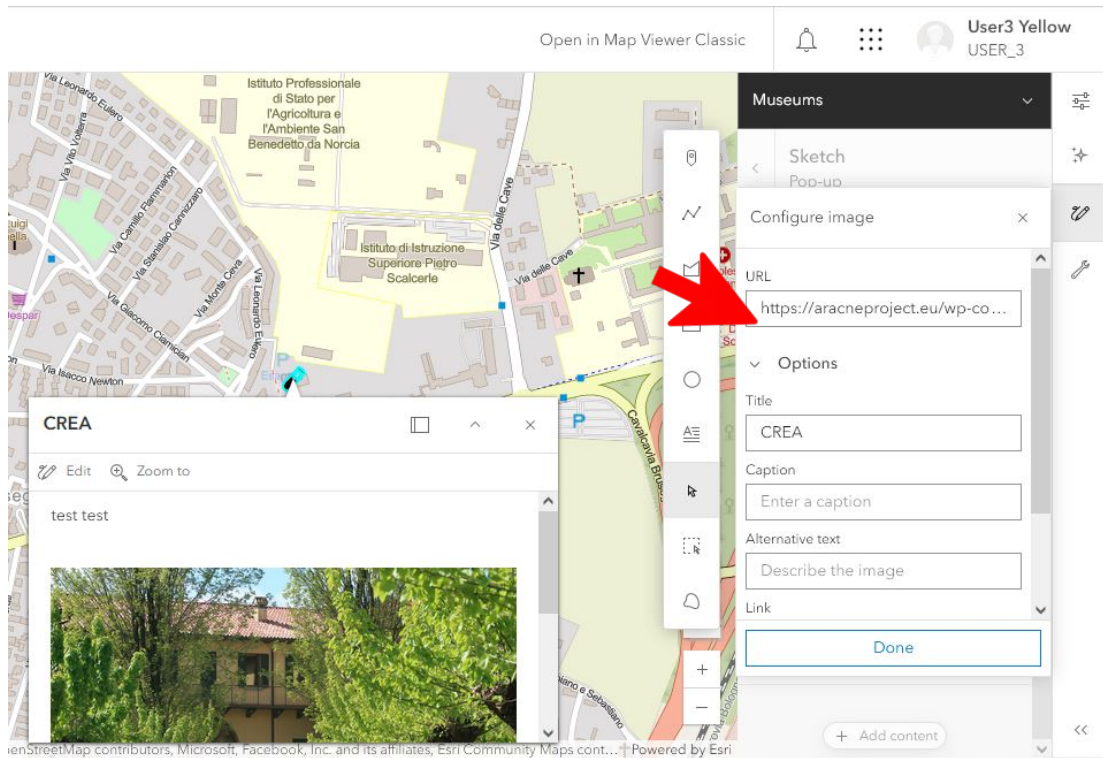 Open in Map Viewer Classic
User3 Yellow
USER_3
Via Leonardo Eulero
Via Vito Volterra
Istituto Professionale
di Stato per
l'Agricoltura e
l'Ambiente San
Benedetto da Norcia
Via Camillo Flammarion
Via Stanislao Cannizzaro
Via Monte Ceva
Via Giacomo Ciamician
Via Leonardo Eulero
Via Isacco Newton
Despar
Istituto di Istruzione
Superiore Pietro
Scalcerle
Via delle Cave
Via delle Cave
P
P
Museums
Sketch
Pop-up
Configure image
URL
https://aracneproject.eu/wp-co...
Options
Title
CREA
Caption
Enter a caption
Alternative text
Describe the image
Link
Done
+ Add content
CREA
Edit
Zoom to
test test
OpenStreetMap contributors, Microsoft, Facebook, Inc. and its affiliates, Esri Community Maps cont...
Powered by Esri